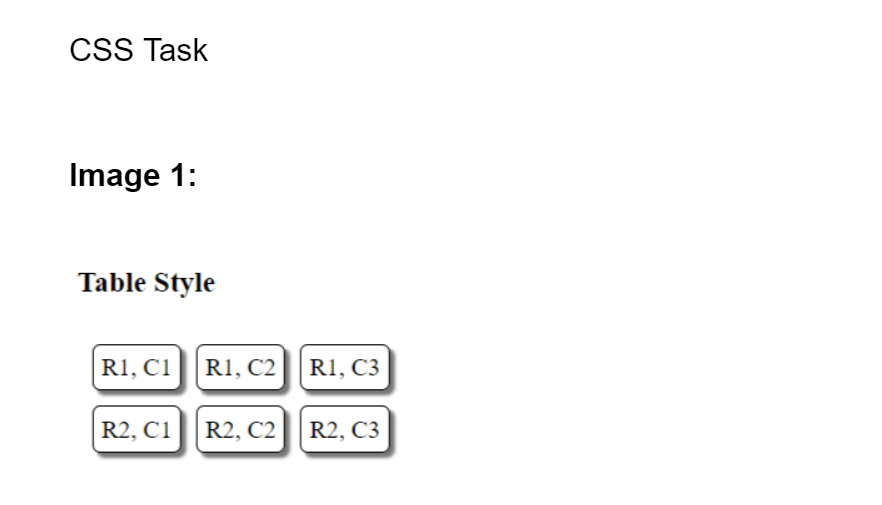 CSS Task
Image 1:
Table Style
R1, C1 R1, C2 R1, C3
R2, C1 R2, C2 R2, C3